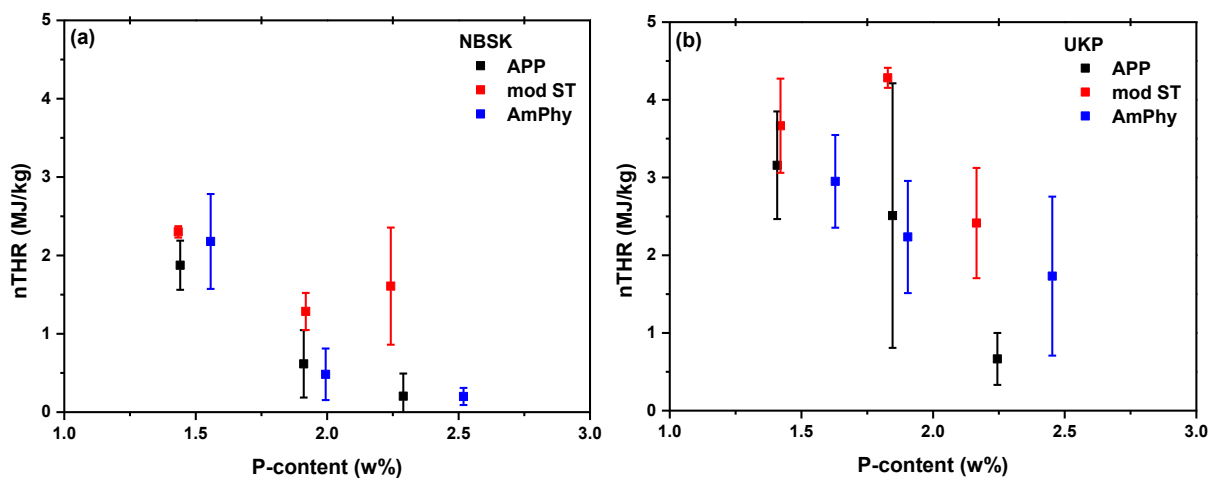 (a)
NBSK
APP
mod ST
AmPhy
5
4
3
2
1
0
nTHR (MJ/kg)
1.0 1.5 2.0 2.5 3.0
P-content (w%)
(b)
UKP
APP
mod ST
AmPhy
5
4
3
2
1
0
nTHR (MJ/kg)
1.0 1.5 2.0 2.5 3.0
P-content (w%)